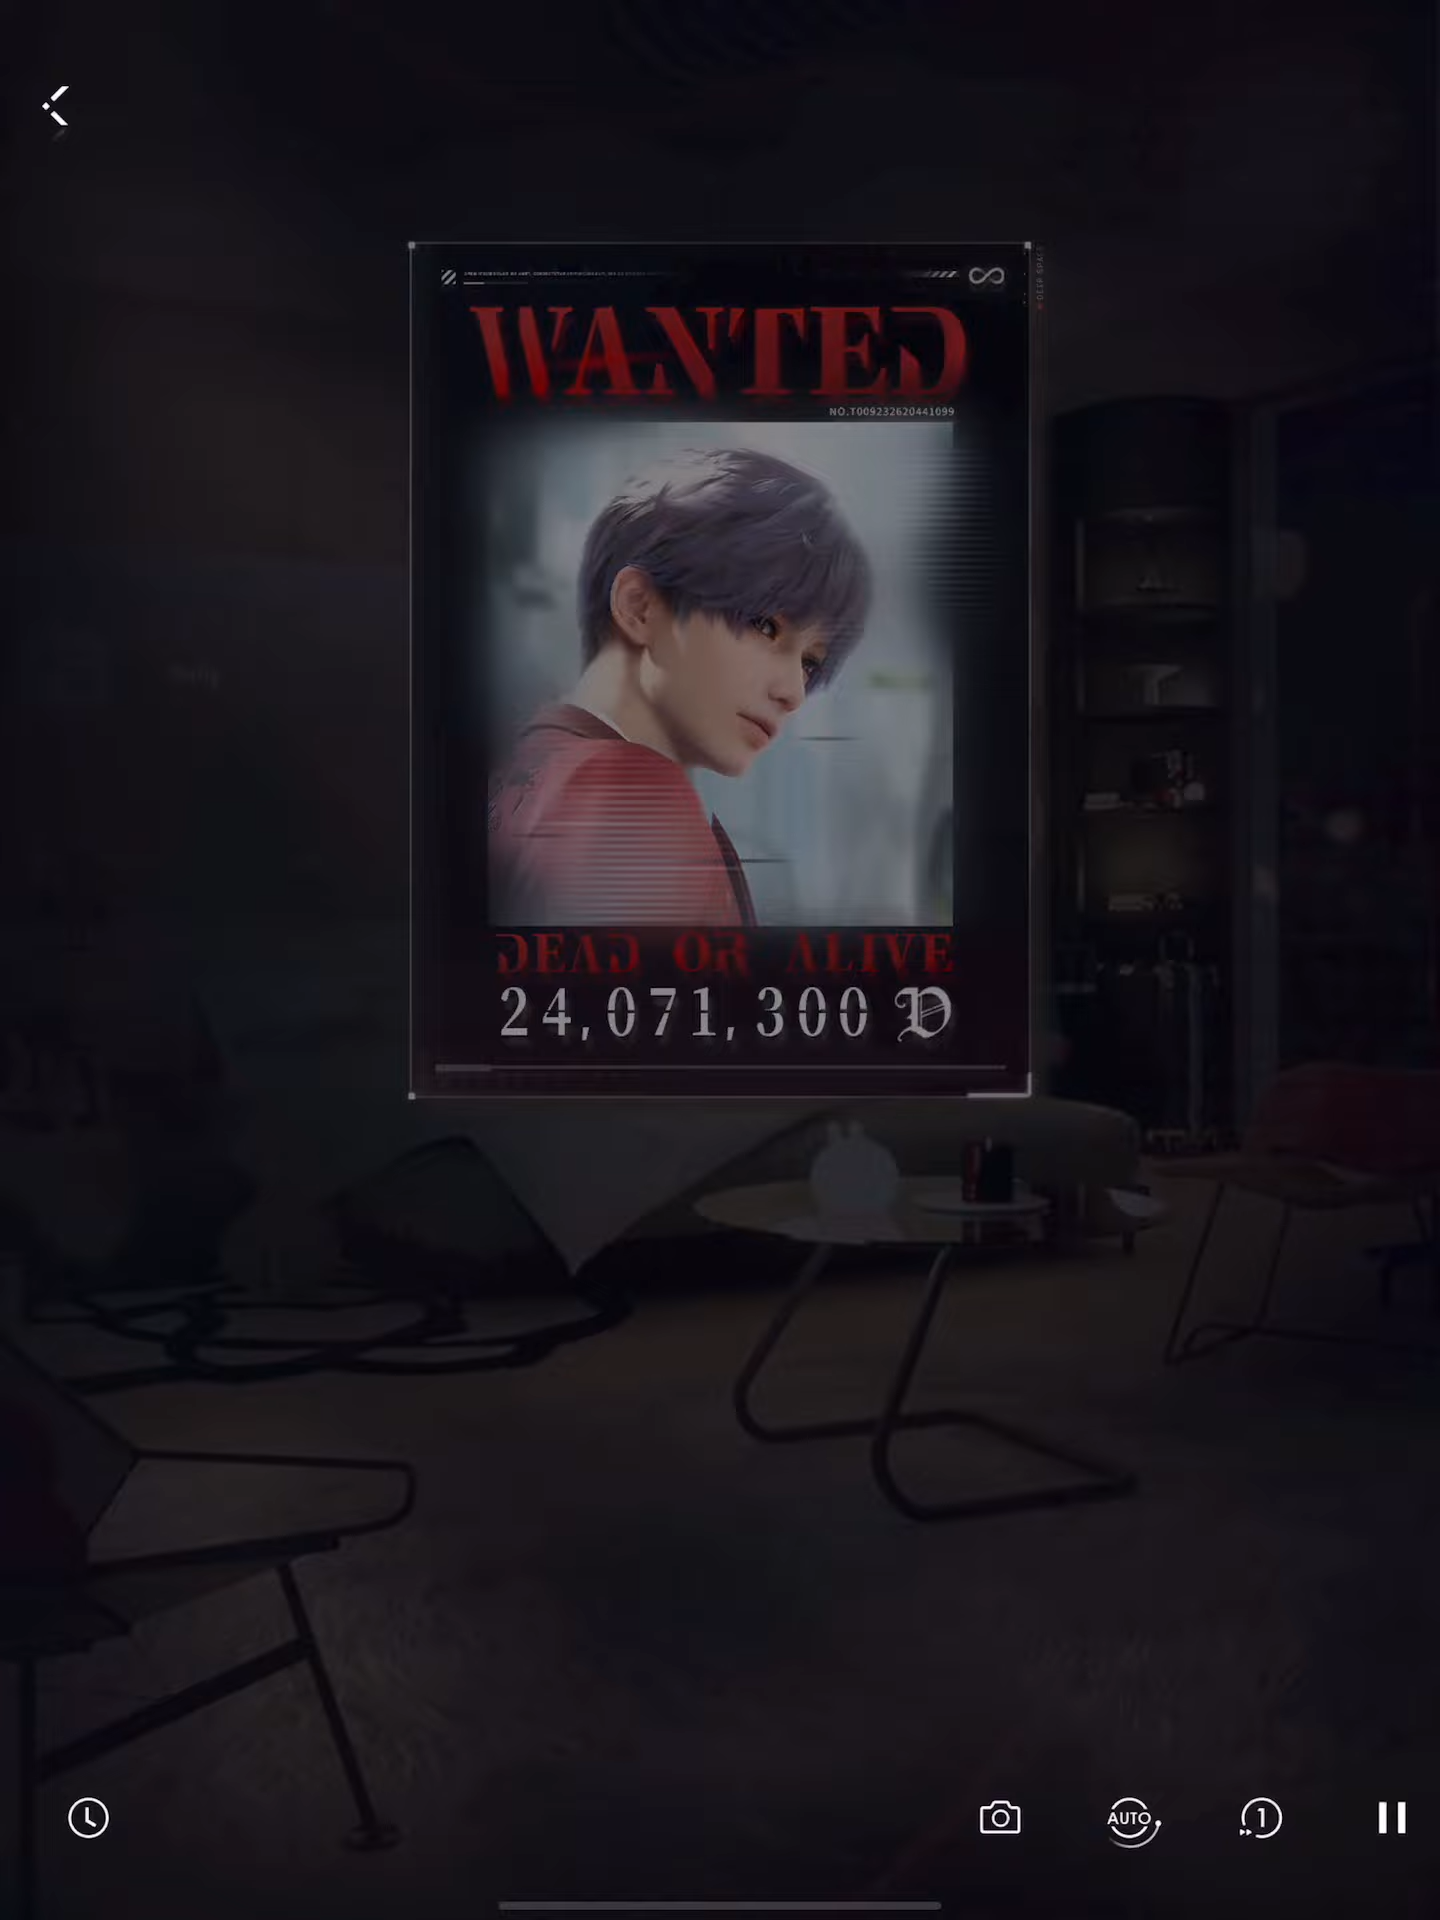 WANTED
NO.T009232620441099
DEAD OR ALIVE
24,071,300
AUTO
1